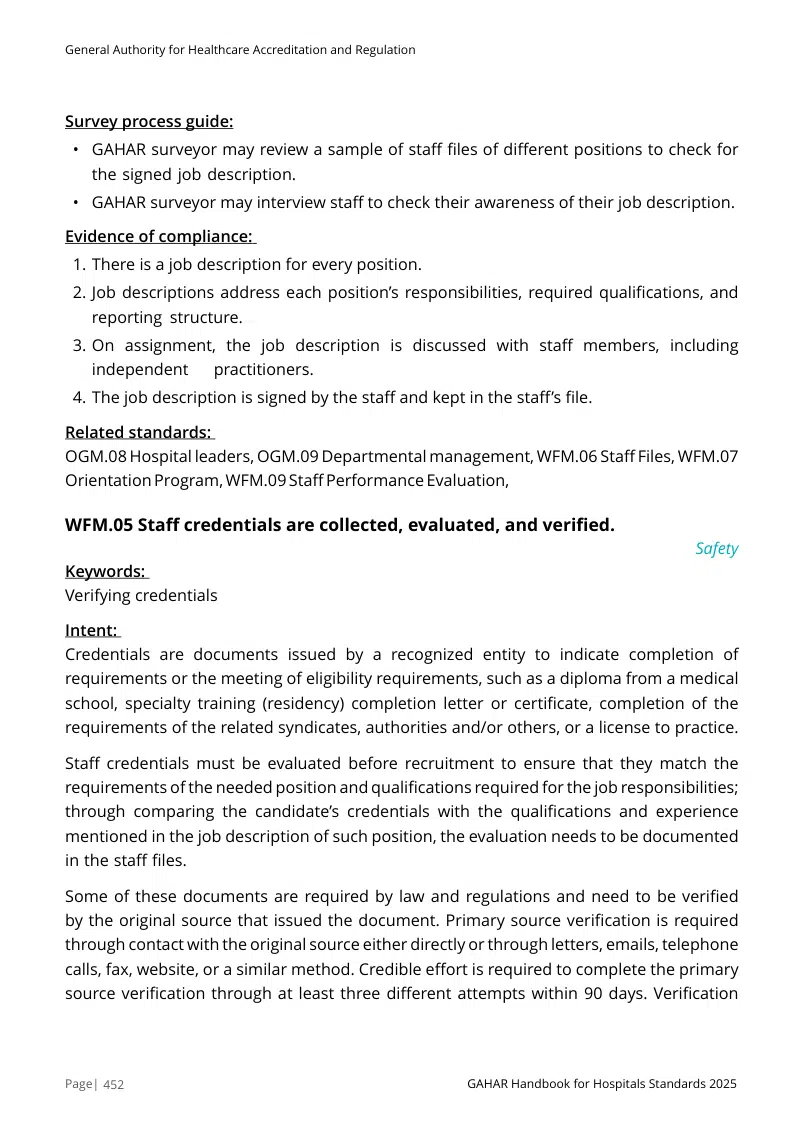 General Authority for Healthcare Accreditation and Regulation
Survey process guide:
• GAHAR surveyor may review a sample of staff files of different positions to check for
the signed job description.
• GAHAR surveyor may interview staff to check their awareness of their job description.
Evidence of compliance:
1. There is a job description for every position.
2. Job descriptions address each position’s responsibilities, required qualifications, and
reporting structure.
3. On assignment, the job description is discussed with staff members, including
independent practitioners.
4. The job description is signed by the staff and kept in the staff’s file.
Related standards:
OGM.08 Hospital leaders, OGM.09 Departmental management, WFM.06 Staff Files, WFM.07
Orientation Program, WFM.09 Staff Performance Evaluation,
WFM.05 Staff credentials are collected, evaluated, and verified.
Safety
Keywords:
Verifying credentials
Intent:
Credentials are documents issued by a recognized entity to indicate completion of
requirements or the meeting of eligibility requirements, such as a diploma from a medical
school, specialty training (residency) completion letter or certificate, completion of the
requirements of the related syndicates, authorities and/or others, or a license to practice.
Staff credentials must be evaluated before recruitment to ensure that they match the
requirements of the needed position and qualifications required for the job responsibilities;
through comparing the candidate’s credentials with the qualifications and experience
mentioned in the job description of such position, the evaluation needs to be documented
in the staff files.
Some of these documents are required by law and regulations and need to be verified
by the original source that issued the document. Primary source verification is required
through contact with the original source either directly or through letters, emails, telephone
calls, fax, website, or a similar method. Credible effort is required to complete the primary
source verification through at least three different attempts within 90 days. Verification
Page| 452
GAHAR Handbook for Hospitals Standards 2025